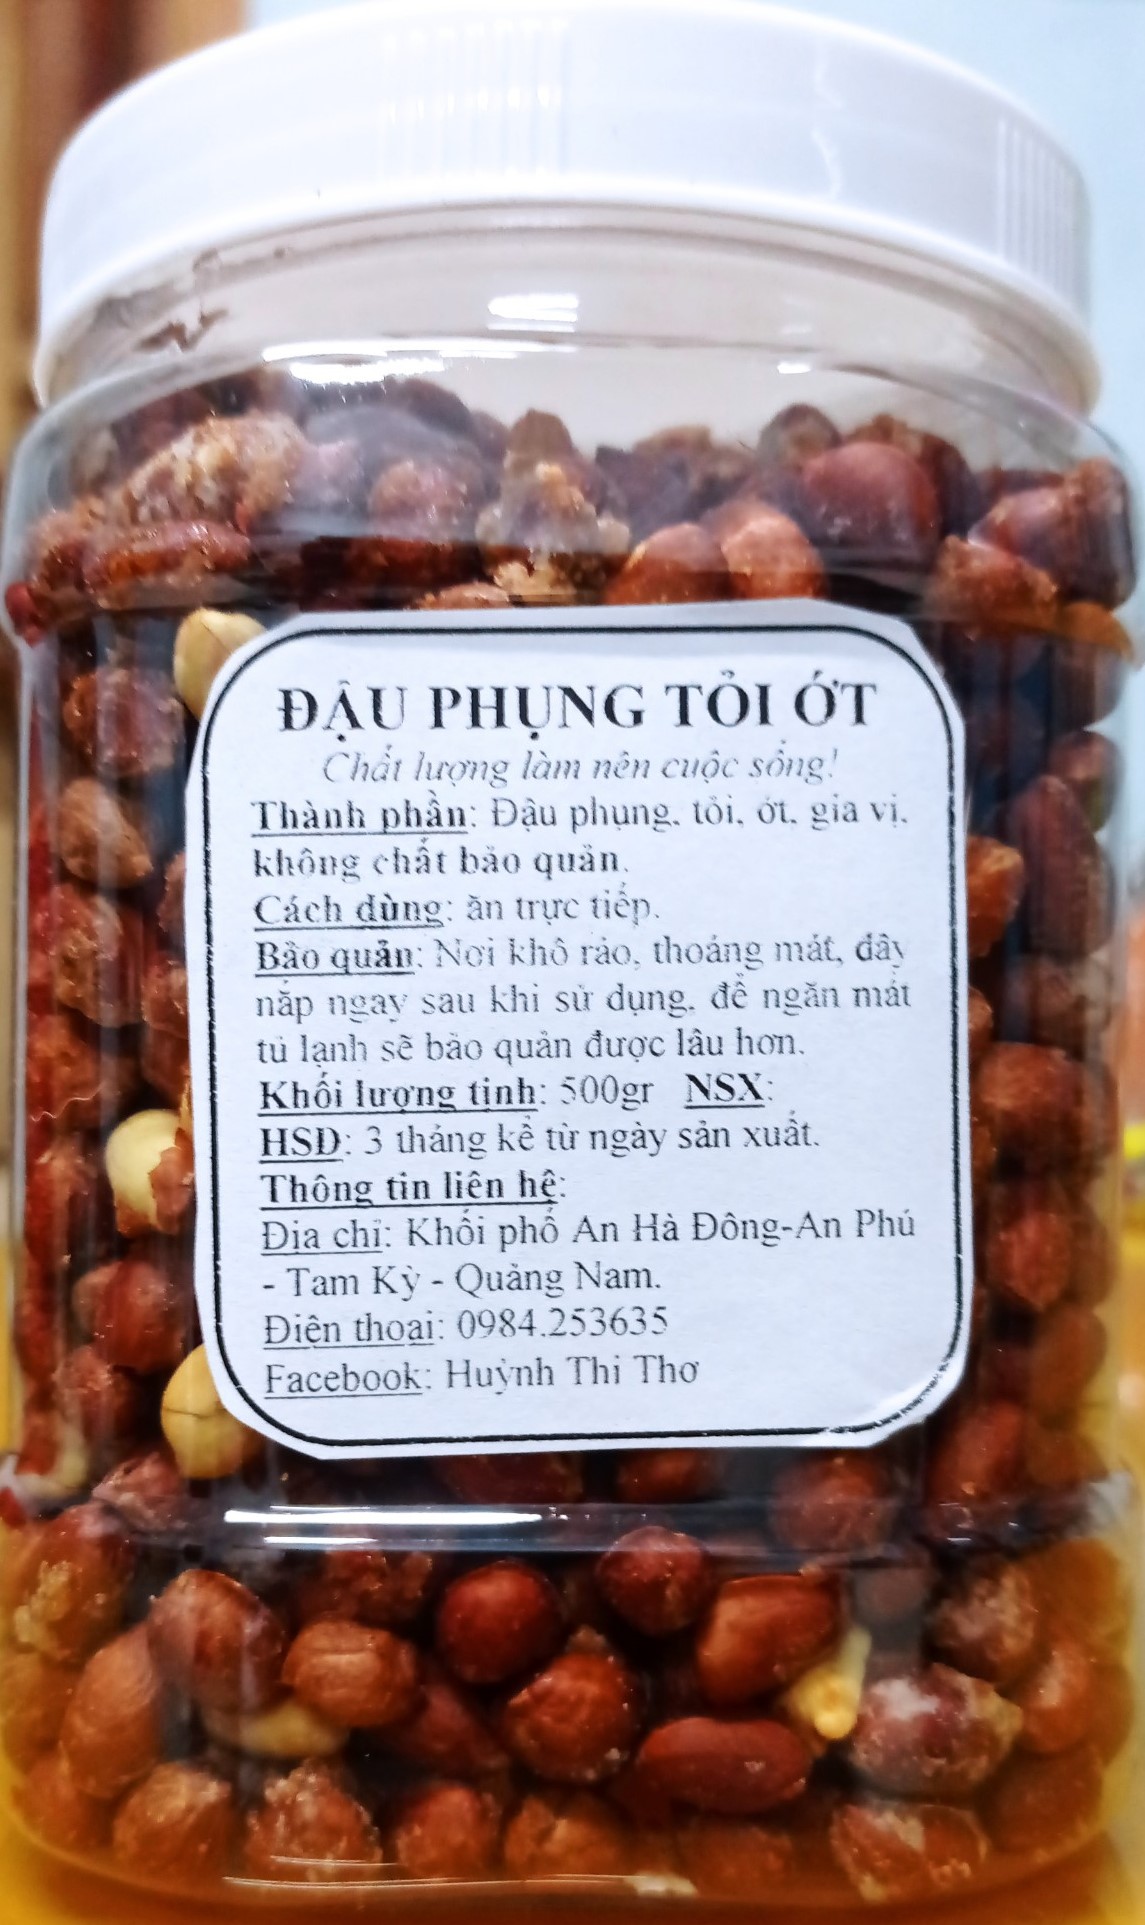 ĐẬU PHỤNG TỎI ỚT
Chất lượng làm nên cuộc sống!
Thành phần: Đậu phụng, tỏi, ớt, gia vị,
không chất bảo quản.
Cách dùng: ăn trực tiếp.
Bảo quản: Nơi khô ráo, thoáng mát, đậy
nắp ngay sau khi sử dụng, để ngăn mát
tủ lạnh sẽ bảo quản được lâu hơn.
Khối lượng tịnh: 500gr NSX:
HSD: 3 tháng kể từ ngày sản xuất.
Thông tin liên hệ:
Địa chỉ: Khối phố An Hà Đông-An Phú
- Tam Kỳ - Quảng Nam.
Điện thoại: 0984.253635
Facebook: Huỳnh Thi Thơ